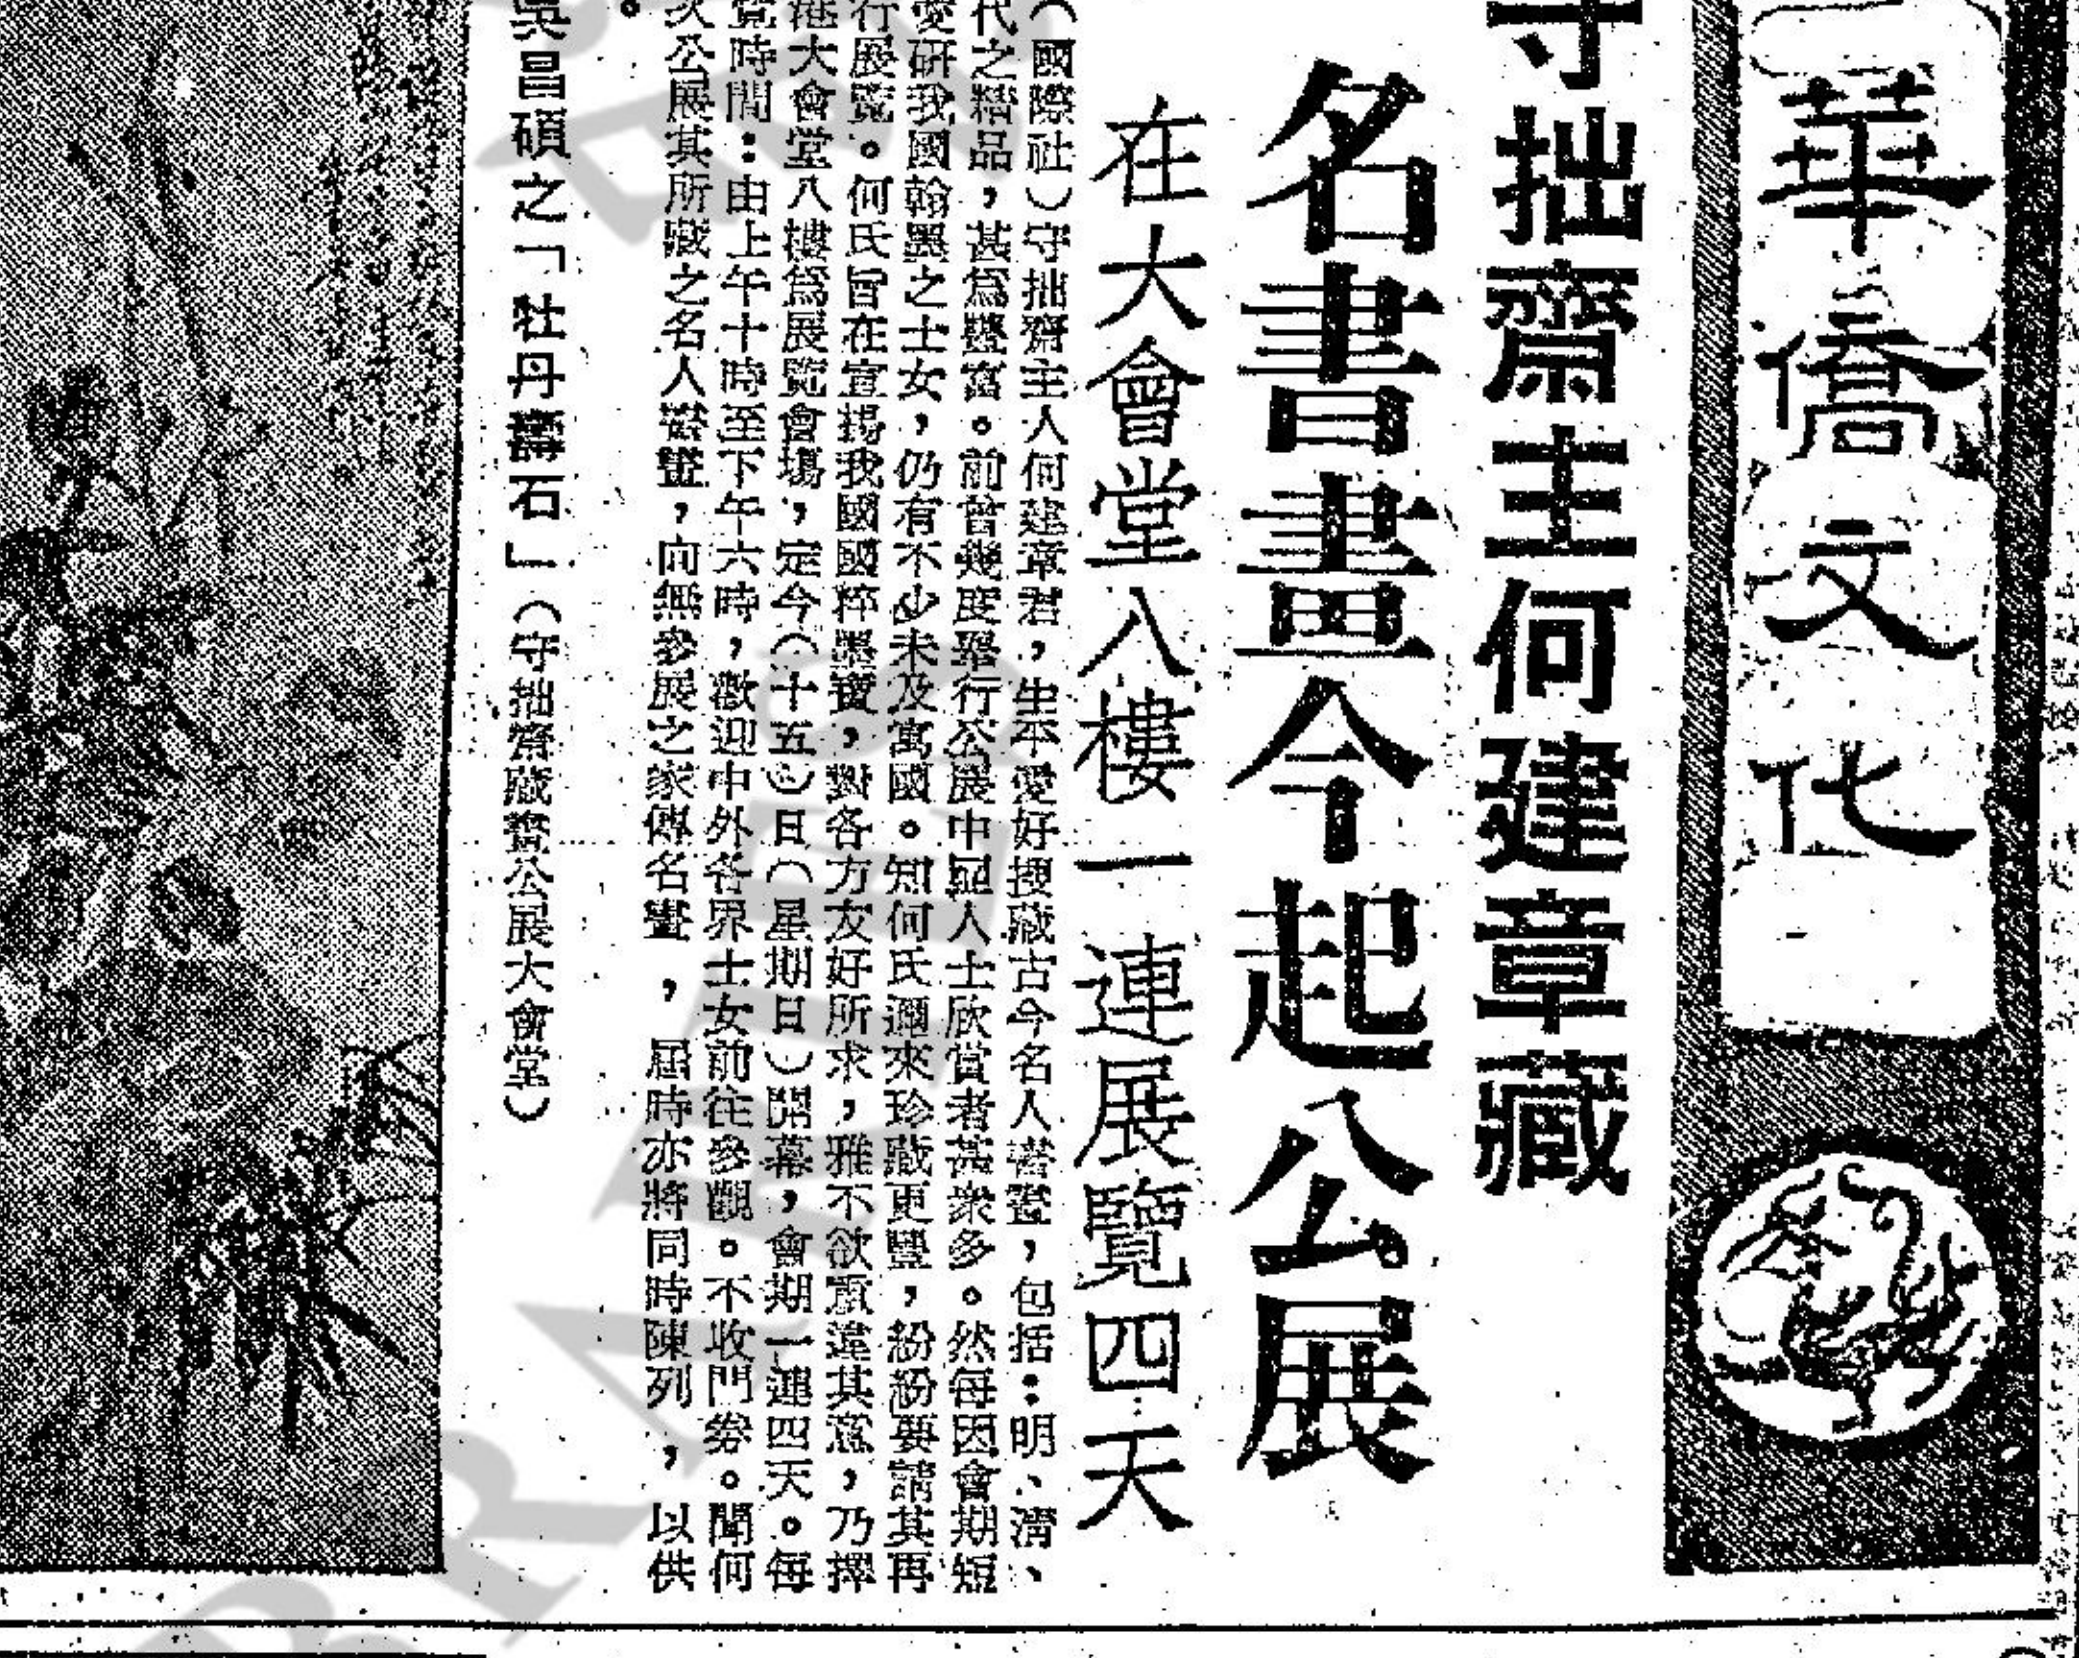 華僑文化
守拙齋主何建章藏
名書畫今起公展
在大會堂八樓一連展覽四天
(國際社)守拙齋主人何建章君,生平愛好搜藏古今名人書畫,包括:明、清、
代之精品,甚為豐富。前曾幾度舉行公展中國人士欣賞者甚衆多。然每因會期短
愛研我國翰墨之士女,仍有不少未及寓國。知何氏邇來珍藏更豐,紛紛要請其再
行展覽。何氏旨在宣揚我國國粹墨寶,對各方友好所求,雅不欲重違其意,乃擇
港大會堂八樓為展覽會場,定今(十五)日(星期日)開幕,會期一連四天。每
覽時間:由上午十時至下午六時,歡迎中外各界士女前往參觀。不收門券。聞何
次公展其所藏之名人書畫,向無參展之家傳名畫,屆時亦將同時陳列,以供
。
吳昌碩之「牡丹壽石」(守拙齋藏畫公展大會堂)